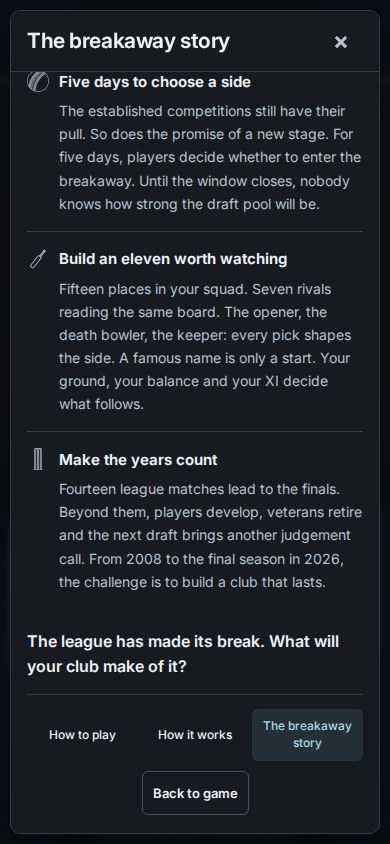 The breakaway story
×
Five days to choose a side
The established competitions still have their
pull. So does the promise of a new stage. For
five days, players decide whether to enter the
breakaway. Until the window closes, nobody
knows how strong the draft pool will be.
Build an eleven worth watching
Fifteen places in your squad. Seven rivals
reading the same board. The opener, the
death bowler, the keeper: every pick shapes
the side. A famous name is only a start. Your
ground, your balance and your XI decide
what follows.
Make the years count
Fourteen league matches lead to the finals.
Beyond them, players develop, veterans retire
and the next draft brings another judgement
call. From 2008 to the final season in 2026,
the challenge is to build a club that lasts.
The league has made its break. What will
your club make of it?
How to play
How it works
The breakaway
story
Back to game